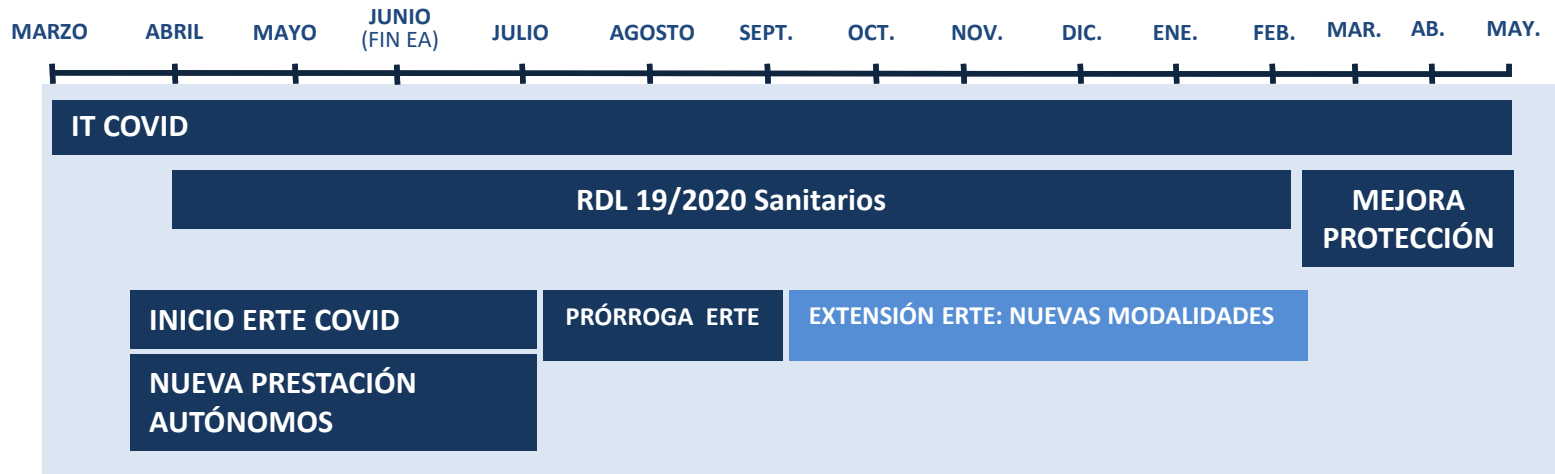 MARZO ABRIL MAYO JUNIO JULIO AGOSTO SEPT. OCT. NOV. DIC. ENE. FEB. MAR. AB. MAY.
(FIN EA)
IT COVID
RDL 19/2020 Sanitarios
MEJORA
PROTECCIÓN
INICIO ERTE COVID
PRÓRROGA ERTE
EXTENSIÓN ERTE: NUEVAS MODALIDADES
NUEVA PRESTACIÓN
AUTÓNOMOS